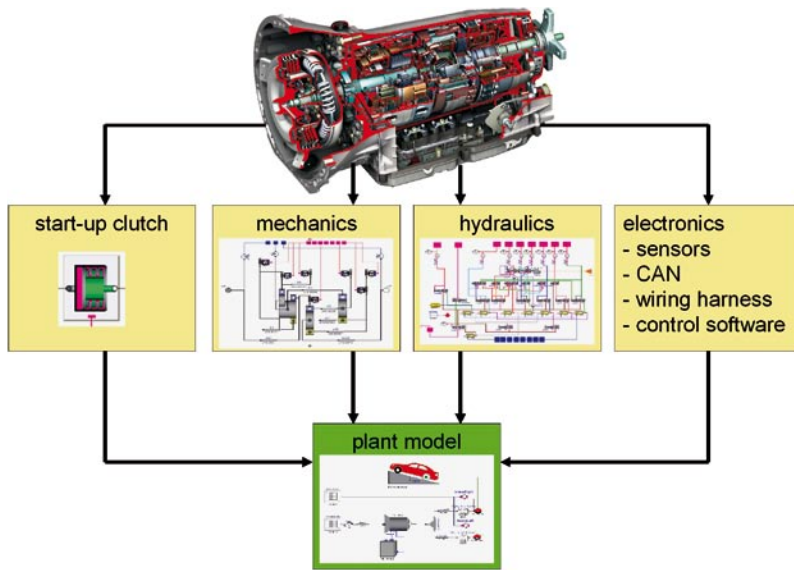 start-up clutch
mechanics
hydraulics
electronics
- sensors
- CAN
- wiring harness
- control software
plant model